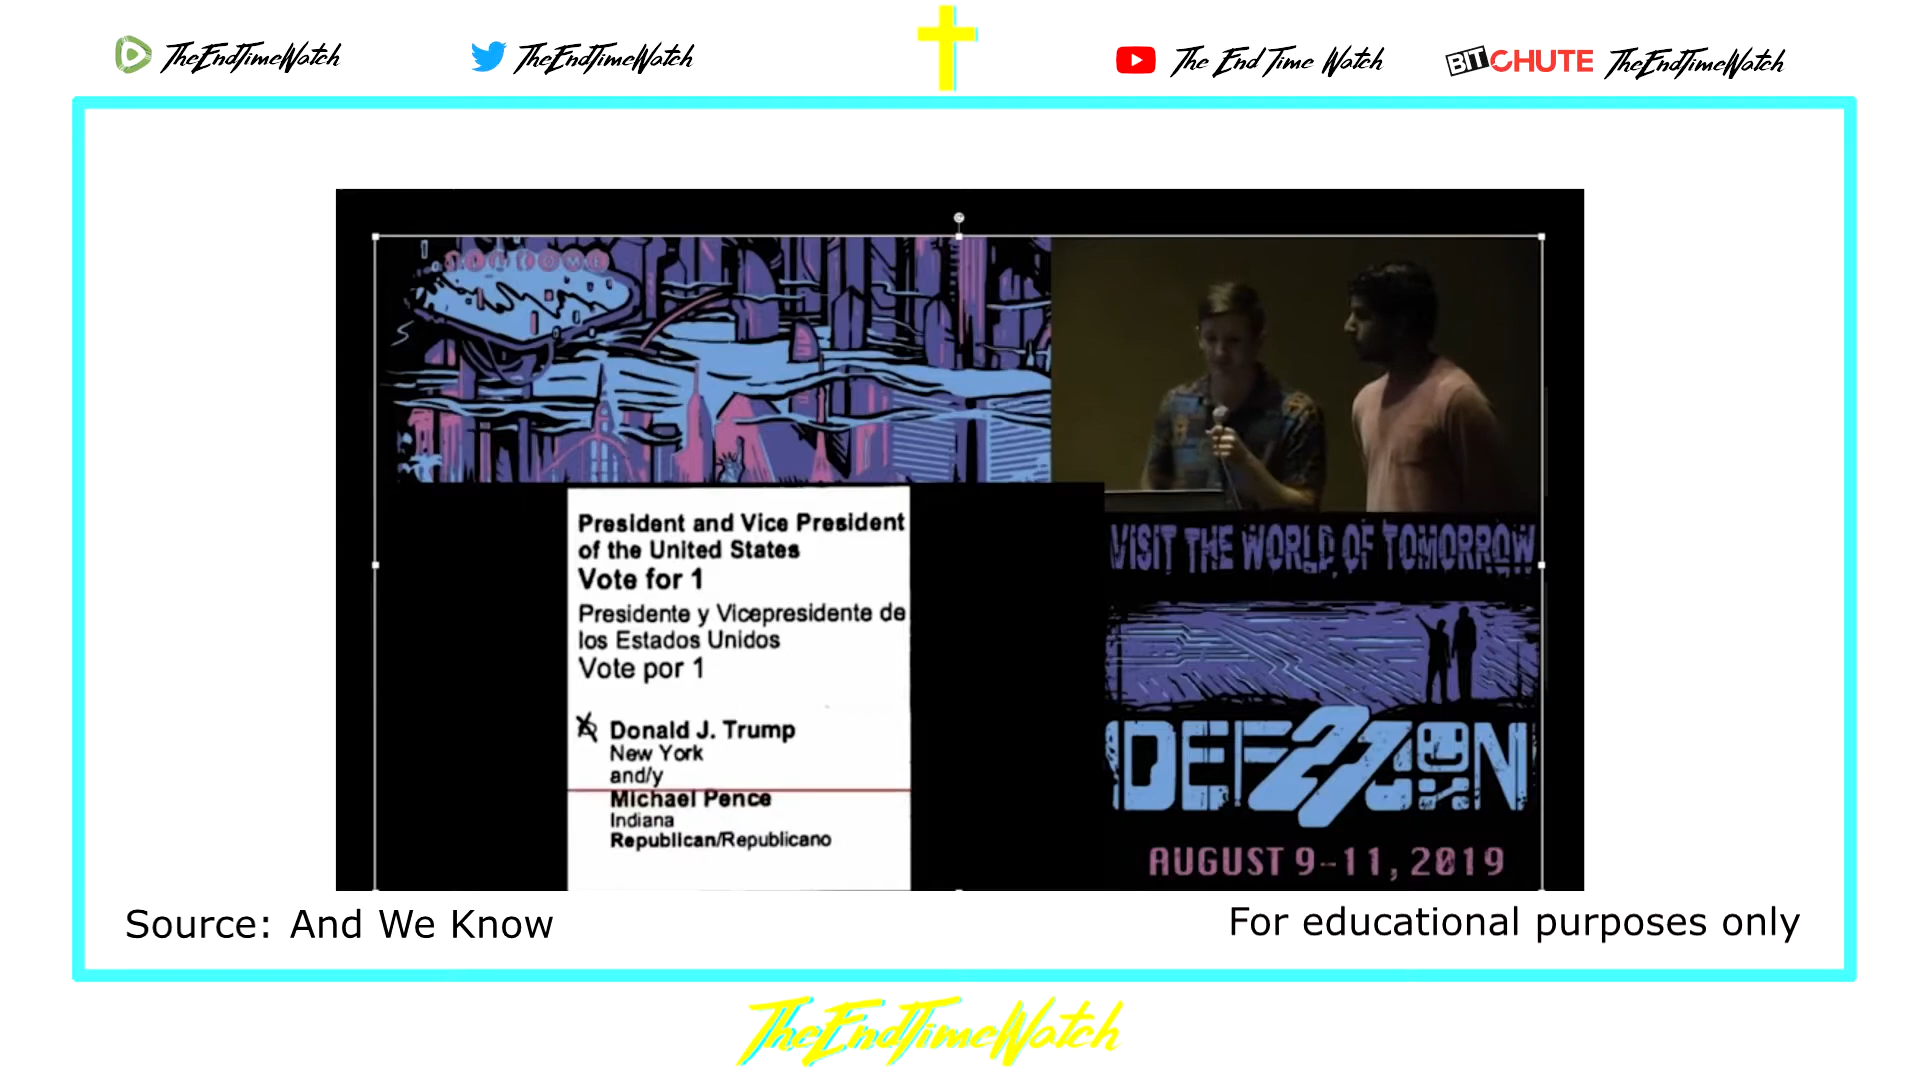 TheEndTimeWatch
TheEndTimeWatch
The End Time Watch
BITCHUTE TheEndTimeWatch
WELCOME
President and Vice President
of the United States
Vote for 1
Presidente y Vicepresidente de
los Estados Unidos
Vote por 1
Donald J. Trump
New York
and/y
Michael Pence
Indiana
Republican/Republicano
VISIT THE WORLD OF TOMORROW
DEF27CON
AUGUST 9-11, 2019
Source: And We Know
For educational purposes only
TheEndTimeWatch